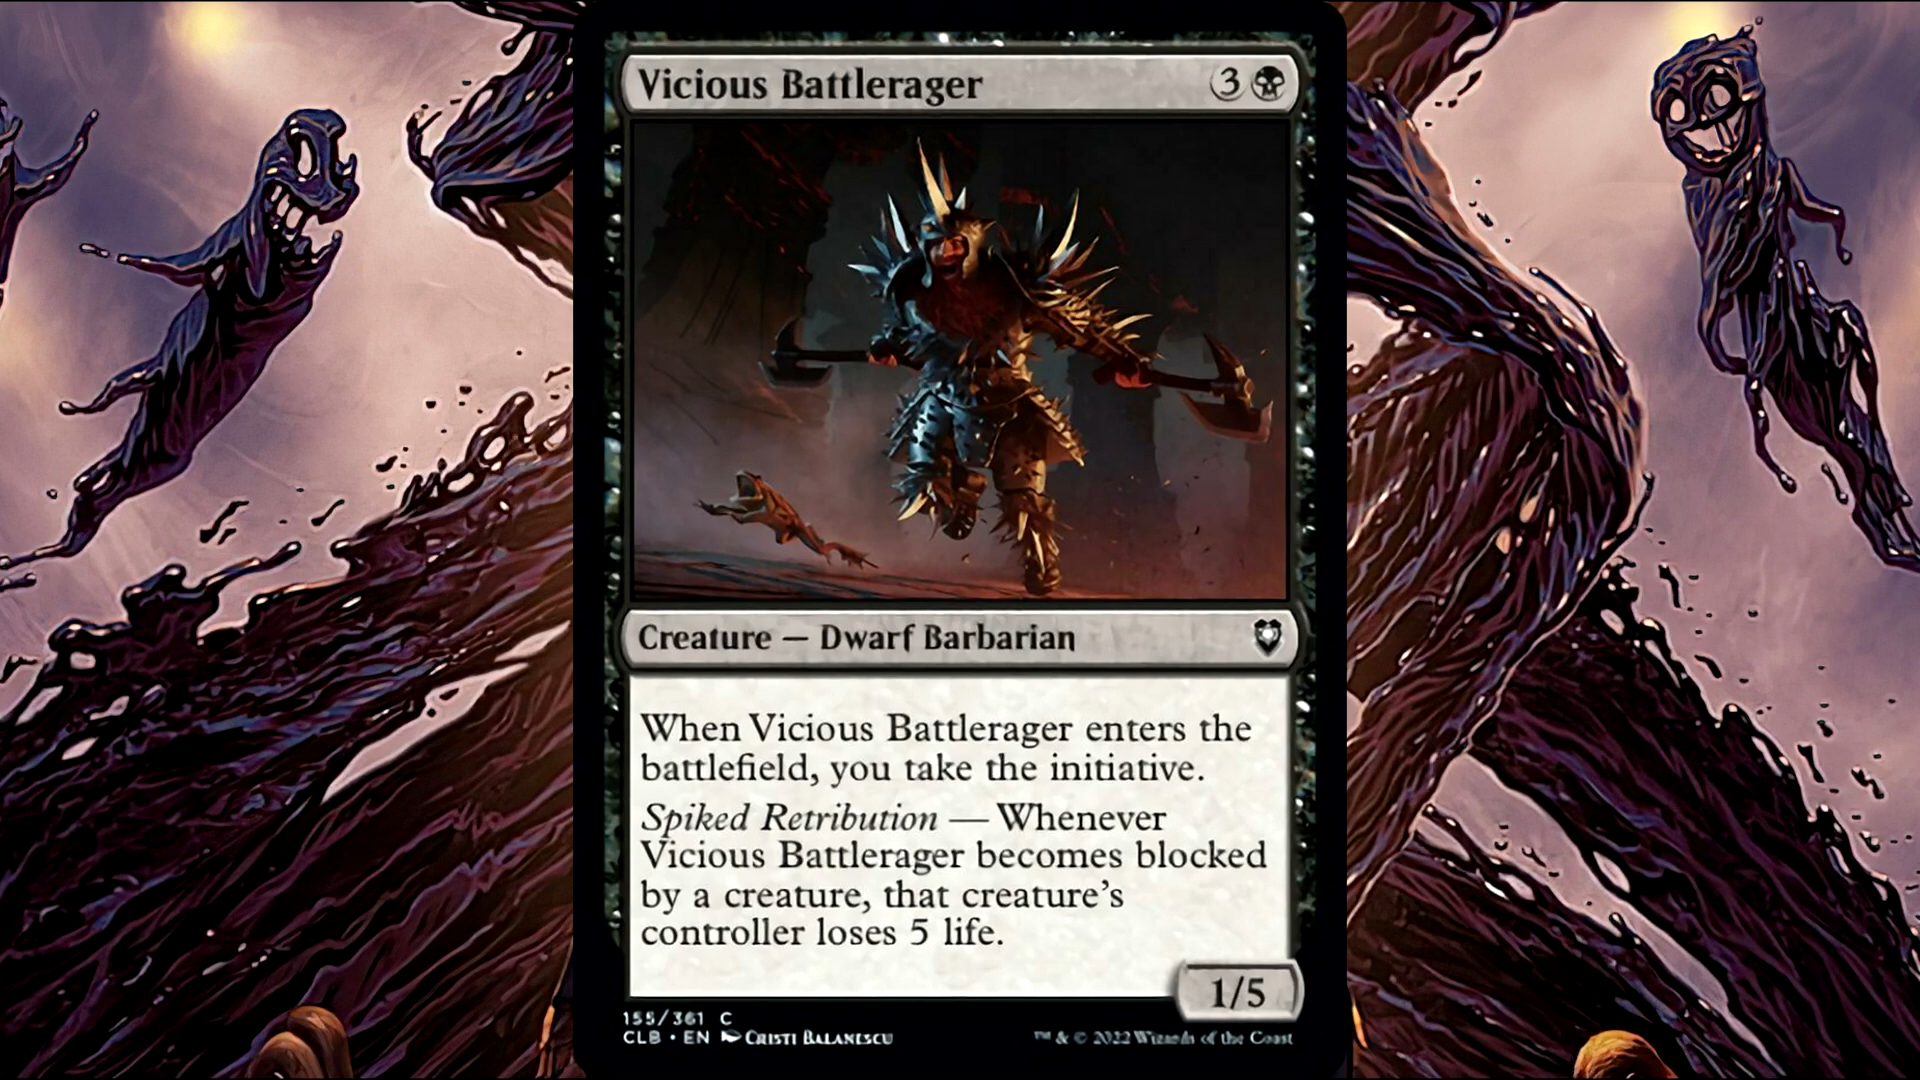 Vicious Battlerager 3
Creature — Dwarf Barbarian
When Vicious Battlerager enters the
battlefield, you take the initiative.
Spiked Retribution — Whenever
Vicious Battlerager becomes blocked
by a creature, that creature's
controller loses 5 life.
1/5
155/361 C
CLB • EN Cristi Balanescu
™ & © 2022 Wizards of the Coast